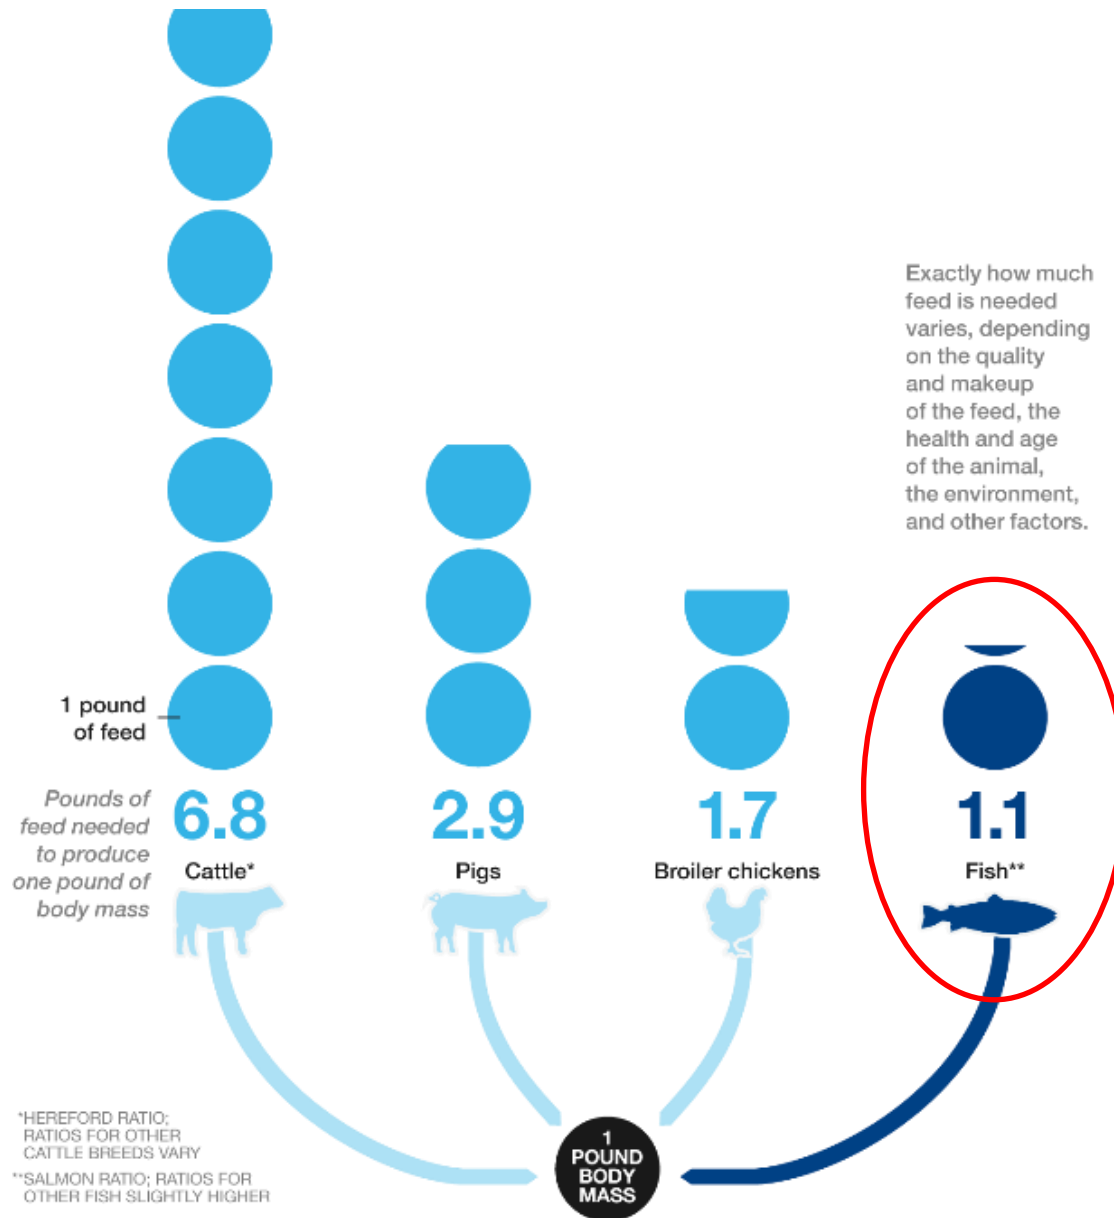 Exactly how much
feed is needed
varies, depending
on the quality
and makeup
of the feed, the
health and age
of the animal,
the environment,
and other factors.
1 pound
of feed
Pounds of
feed needed
to produce
one pound of
body mass
6.8
Cattle*
2.9
Pigs
1.7
Broiler chickens
1.1
Fish**
1
POUND
BODY
MASS
*HEREFORD RATIO;
RATIOS FOR OTHER
CATTLE BREEDS VARY
**SALMON RATIO; RATIOS FOR
OTHER FISH SLIGHTLY HIGHER